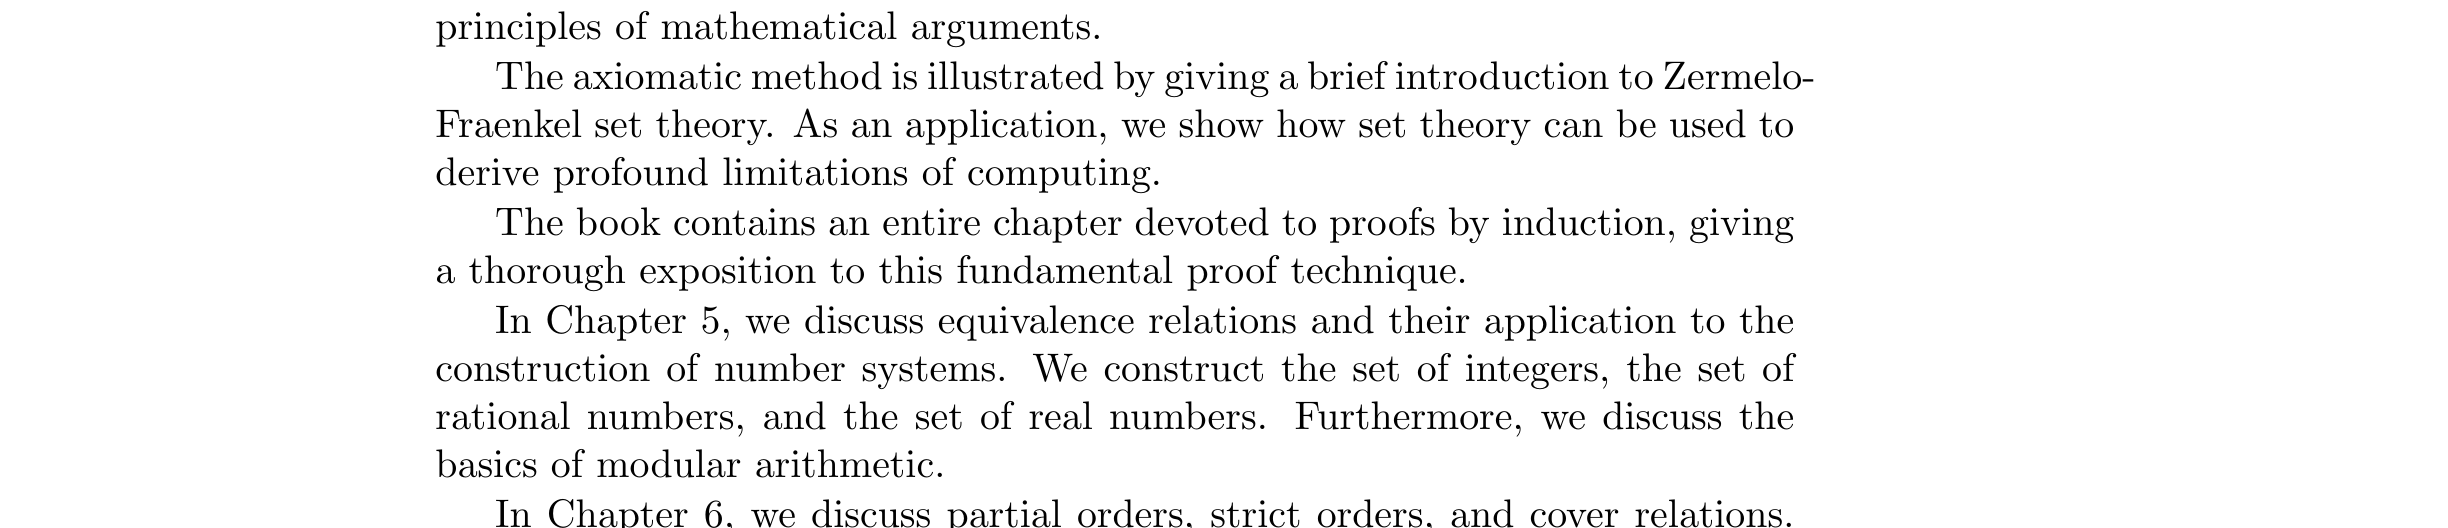 principles of mathematical arguments.
The axiomatic method is illustrated by giving a brief introduction to Zermelo-
Fraenkel set theory. As an application, we show how set theory can be used to
derive profound limitations of computing.
The book contains an entire chapter devoted to proofs by induction, giving
a thorough exposition to this fundamental proof technique.
In Chapter 5, we discuss equivalence relations and their application to the
construction of number systems. We construct the set of integers, the set of
rational numbers, and the set of real numbers. Furthermore, we discuss the
basics of modular arithmetic.
In Chapter 6, we discuss partial orders, strict orders, and cover relations.